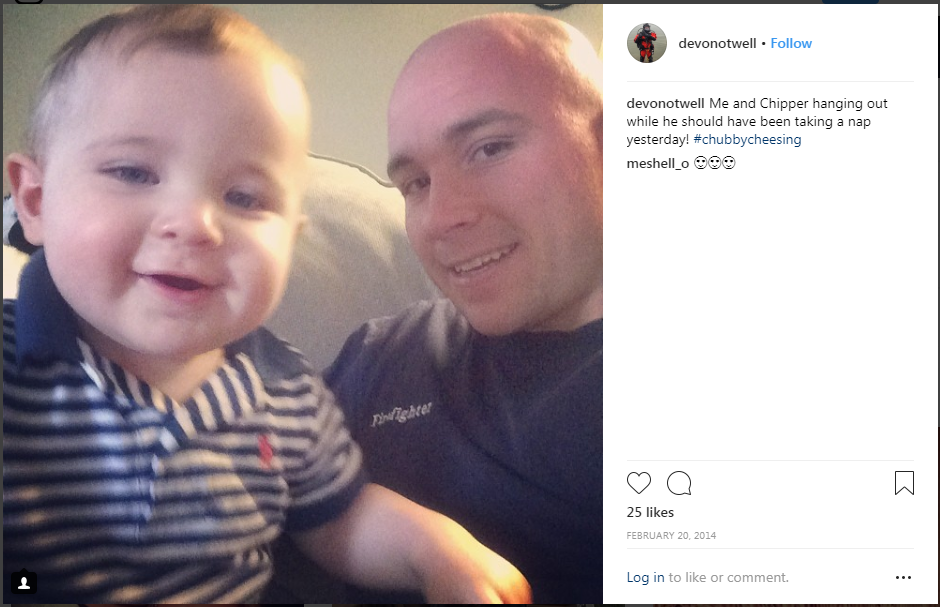 devonotwell • Follow
devonotwell Me and Chipper hanging out
while he should have been taking a nap
yesterday! #chubbycheesing
meshell_o 😍😍😍
Firefighter
25 likes
FEBRUARY 20, 2014
Log in to like or comment.